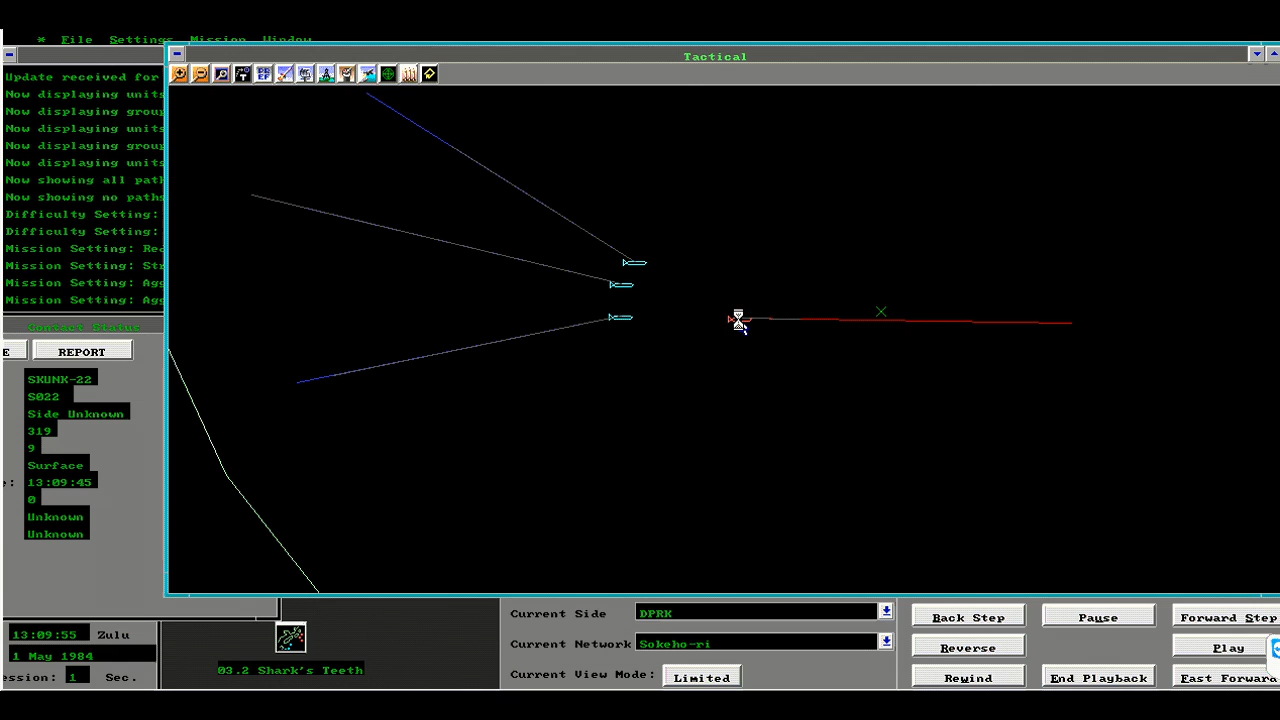 * File Settings Mission Window
Tactical
Update received for
Now displaying units
Now displaying group
Now displaying units
Now displaying group
Now displaying units
Now showing all path
Now showing no paths
Difficulty Setting:
Difficulty Setting:
Mission Setting: Rec
Mission Setting: Str
Mission Setting: Agg
Mission Setting: Agg
Contact Status
E REPORT
SKUNK-22
S022
Side Unknown
319
9
Surface
: 13:09:45
0
Unknown
Unknown
13:09:55 Zulu
1 May 1984
ession: 1 Sec.
03.2 Shark's Teeth
Current Side DPRK
Current Network Sokeho-ri
Current View Mode: Limited
Back Step Pause Forward Step
Reverse Play
Rewind End Playback East Forward